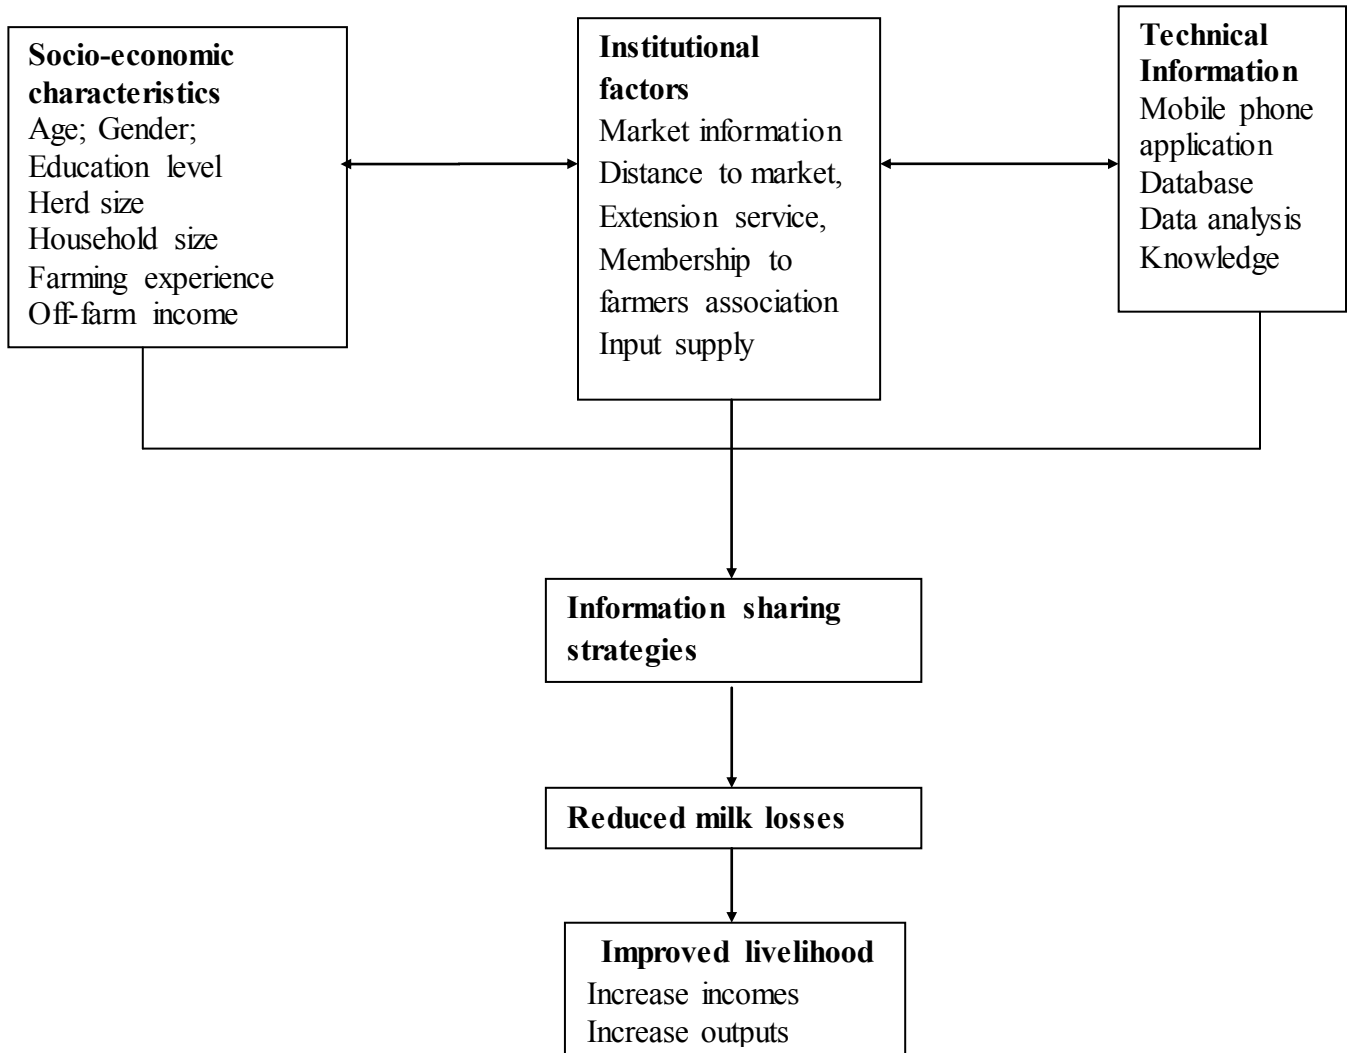 Socio-economic
characteristics
Age; Gender;
Education level
Herd size
Household size
Farming experience
Off-farm income
Institutional
factors
Market information
Distance to market,
Extension service,
Membership to
farmers association
Input supply
Technical
Information
Mobile phone
application
Database
Data analysis
Knowledge
Information sharing
strategies
Reduced milk losses
Improved livelihood
Increase incomes
Increase outputs